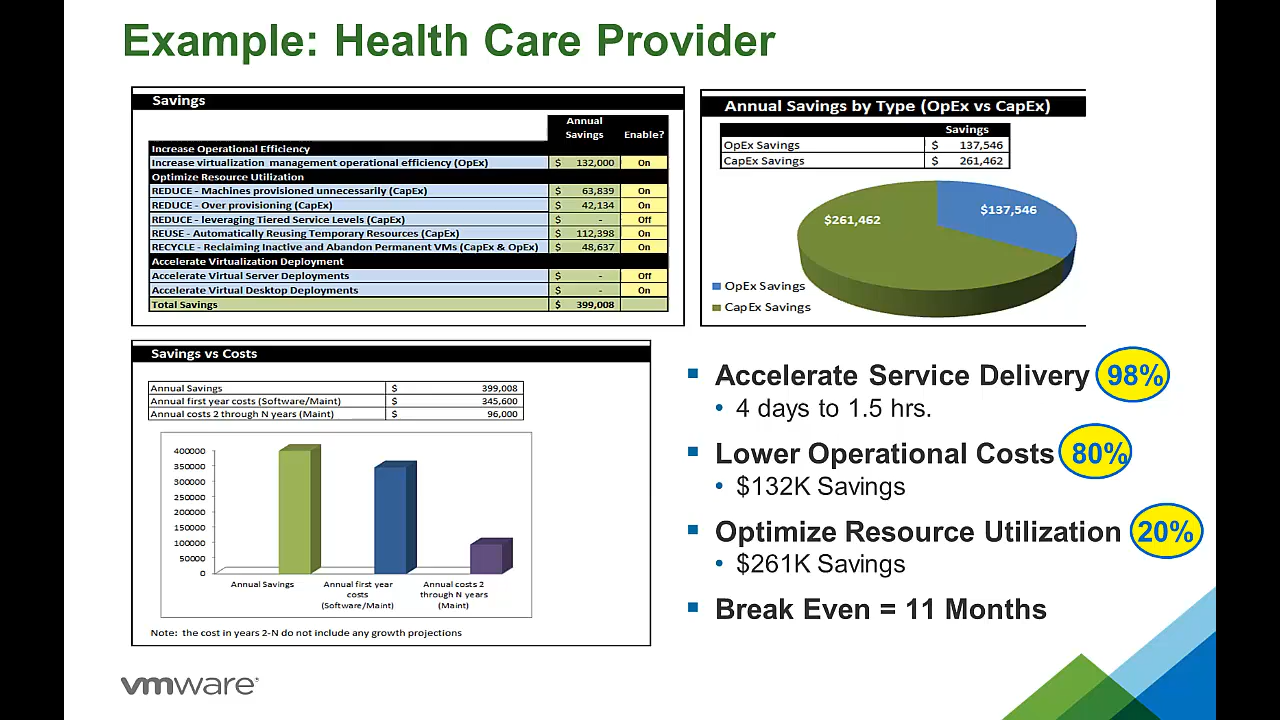 Example: Health Care Provider
Savings
Annual
Savings Enable?
Increase Operational Efficiency
Increase virtualization management operational efficiency (OpEx) $ 132,000 On
Optimize Resource Utilization
REDUCE - Machines provisioned unnecessarily (CapEx) $ 63,839 On
REDUCE - Over provisioning (CapEx) $ 42,134 On
REDUCE - leveraging Tiered Service Levels (CapEx) $ - Off
REUSE - Automatically Reusing Temporary Resources (CapEx) $ 112,398 On
RECYCLE - Reclaiming Inactive and Abandon Permanent VMs (CapEx & OpEx) $ 48,637 On
Accelerate Virtualization Deployment
Accelerate Virtual Server Deployments $ - Off
Accelerate Virtual Desktop Deployments $ - On
Total Savings $ 399,008
Annual Savings by Type (OpEx vs CapEx)
Savings
OpEx Savings $ 137,546
CapEx Savings $ 261,462
$261,462
$137,546
OpEx Savings
CapEx Savings
Savings vs Costs
Annual Savings $ 399,008
Annual first year costs (Software/Maint) $ 345,600
Annual costs 2 through N years (Maint) $ 96,000
400000
350000
300000
250000
200000
150000
100000
50000
0
Annual Savings
Annual first year
costs
(Software/Maint)
Annual costs 2
through N years
(Maint)
Note: the cost in years 2-N do not include any growth projections
Accelerate Service Delivery 98%
• 4 days to 1.5 hrs.
Lower Operational Costs 80%
• $132K Savings
Optimize Resource Utilization 20%
• $261K Savings
Break Even = 11 Months
vmware®